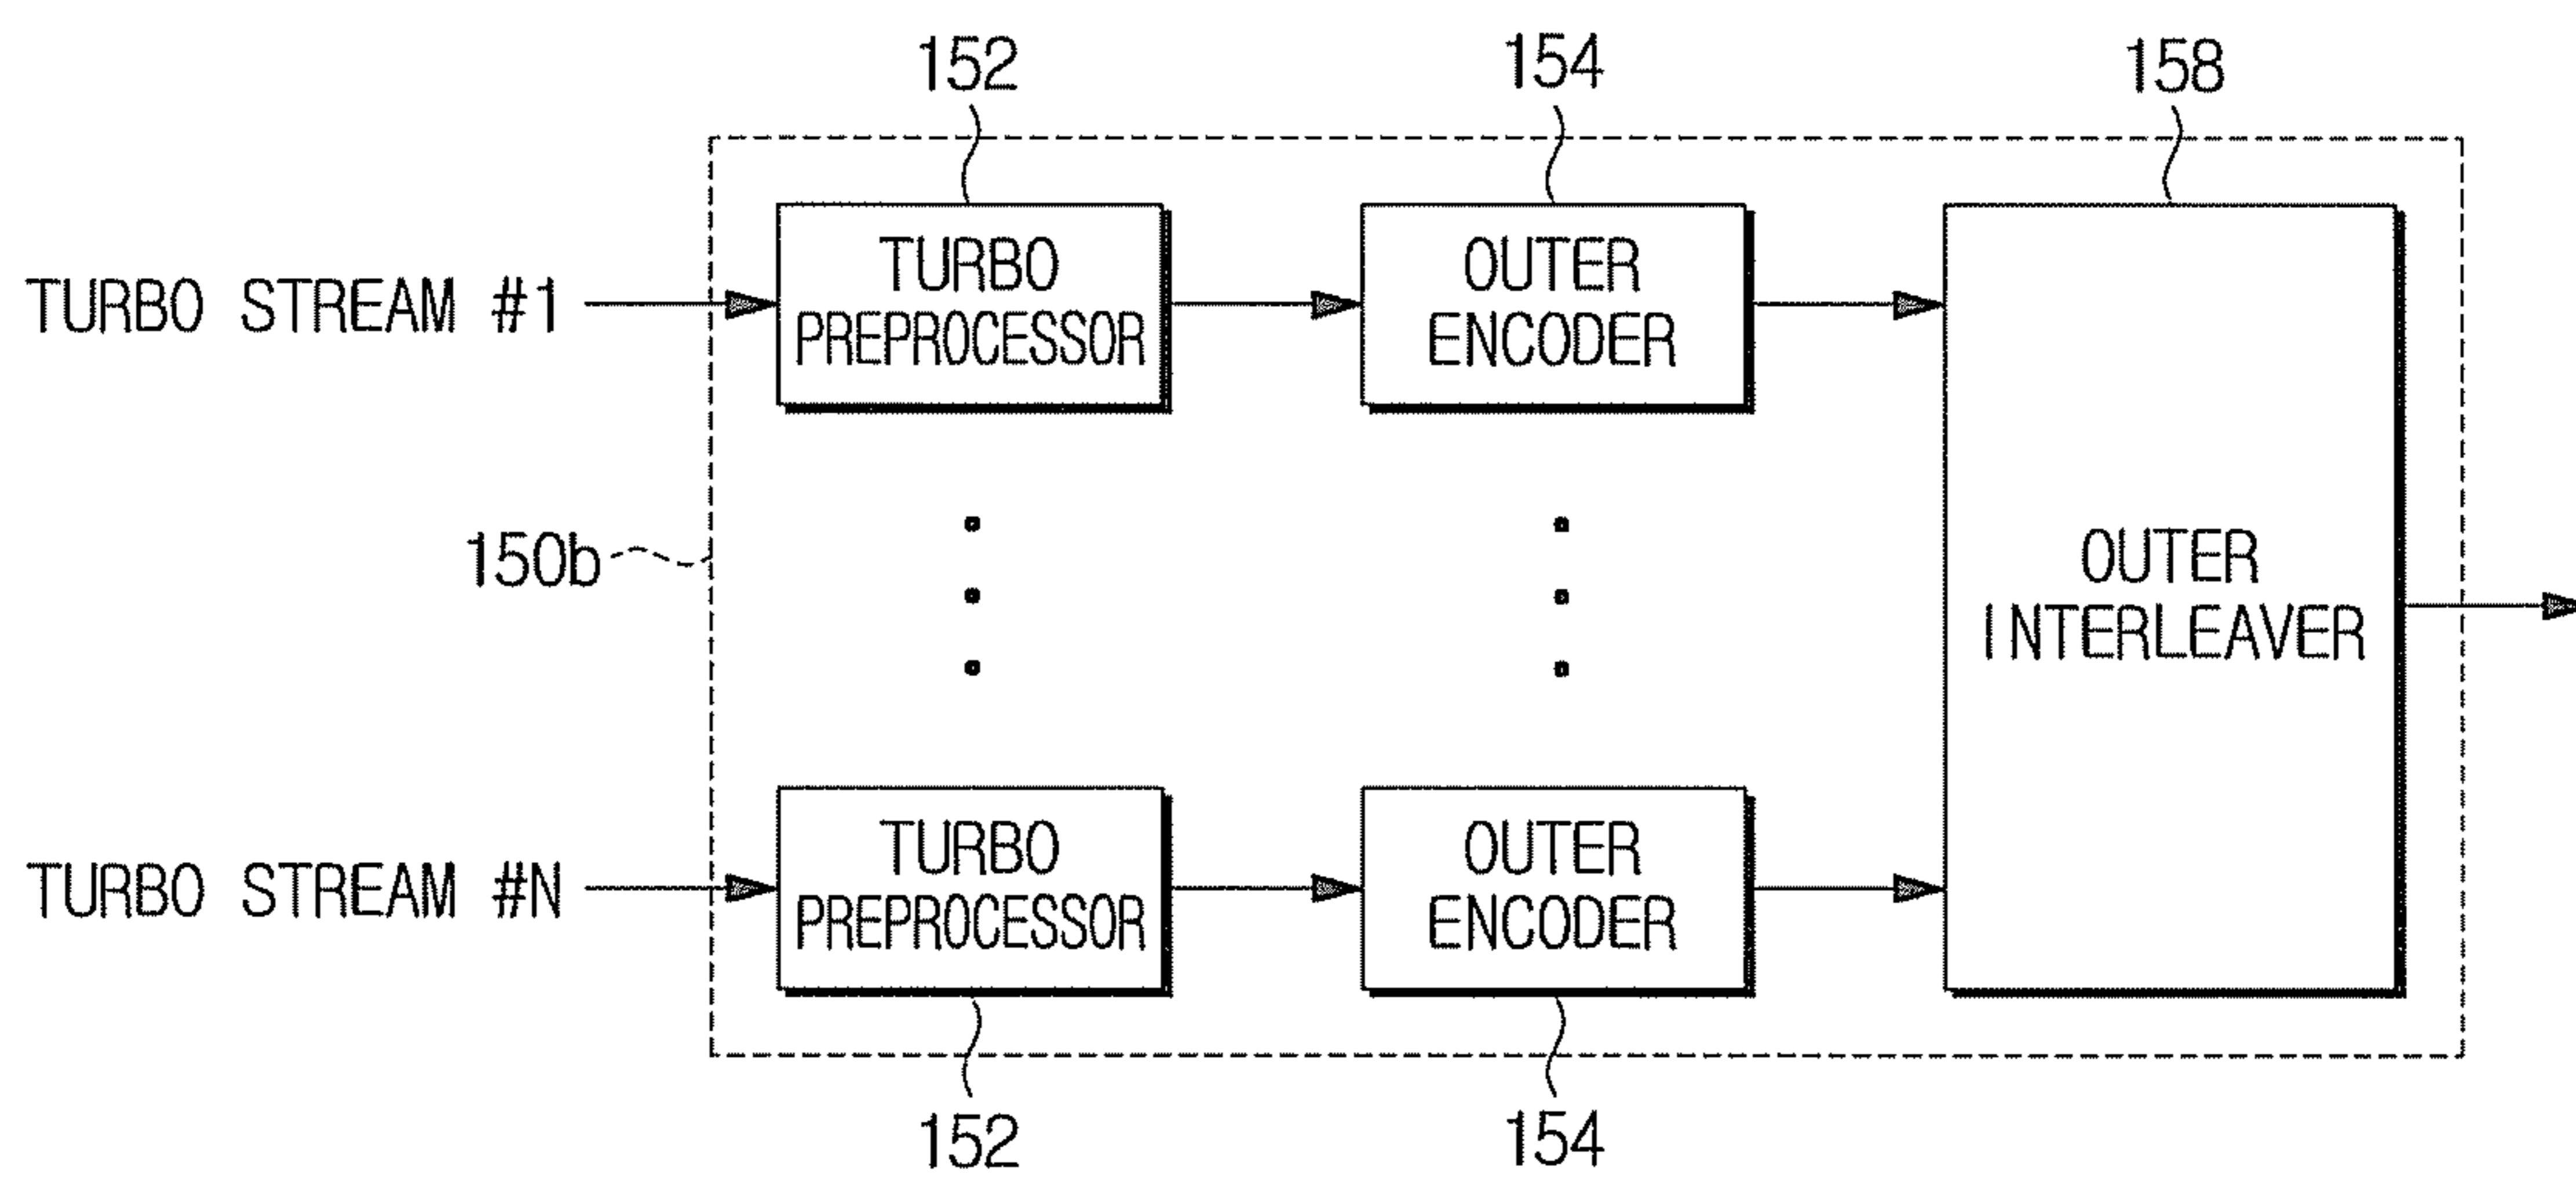 152
154
158
TURBO STREAM #1
TURBO
PREPROCESSOR
OUTER
ENCODER
150b
OUTER
INTERLEAVER
TURBO STREAM #N
TURBO
PREPROCESSOR
OUTER
ENCODER
152
154